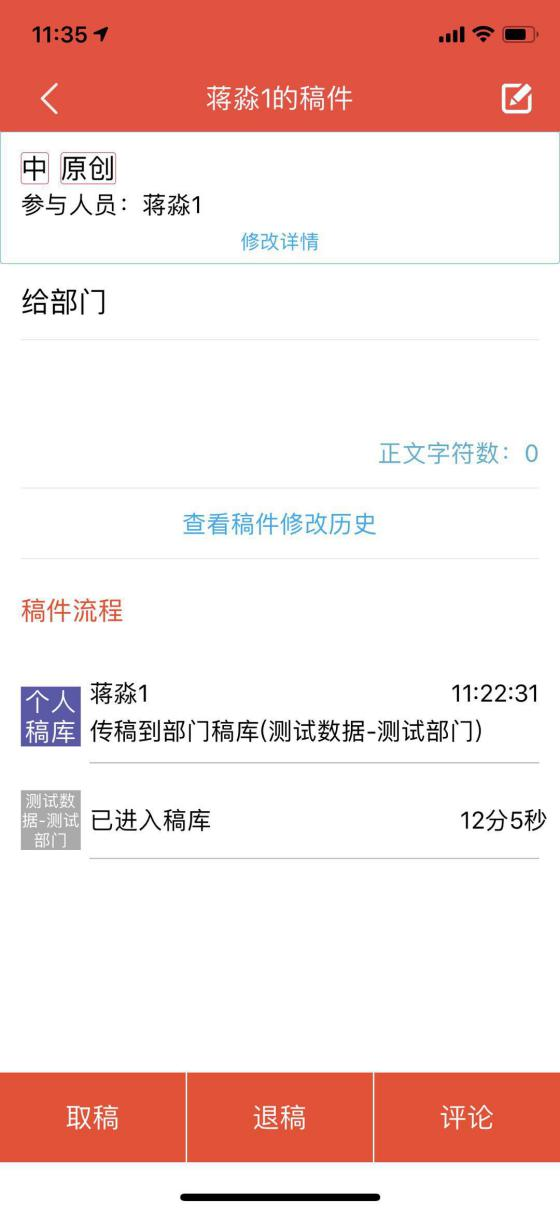 11:35
蒋淼1的稿件
中 原创
参与人员：蒋淼1
修改详情
给部门
正文字符数：0
查看稿件修改历史
稿件流程
个人
稿库
蒋淼1 11:22:31
传稿到部门稿库(测试数据-测试部门)
测试数
据-测试
部门
已进入稿库 12分5秒
取稿 退稿 评论